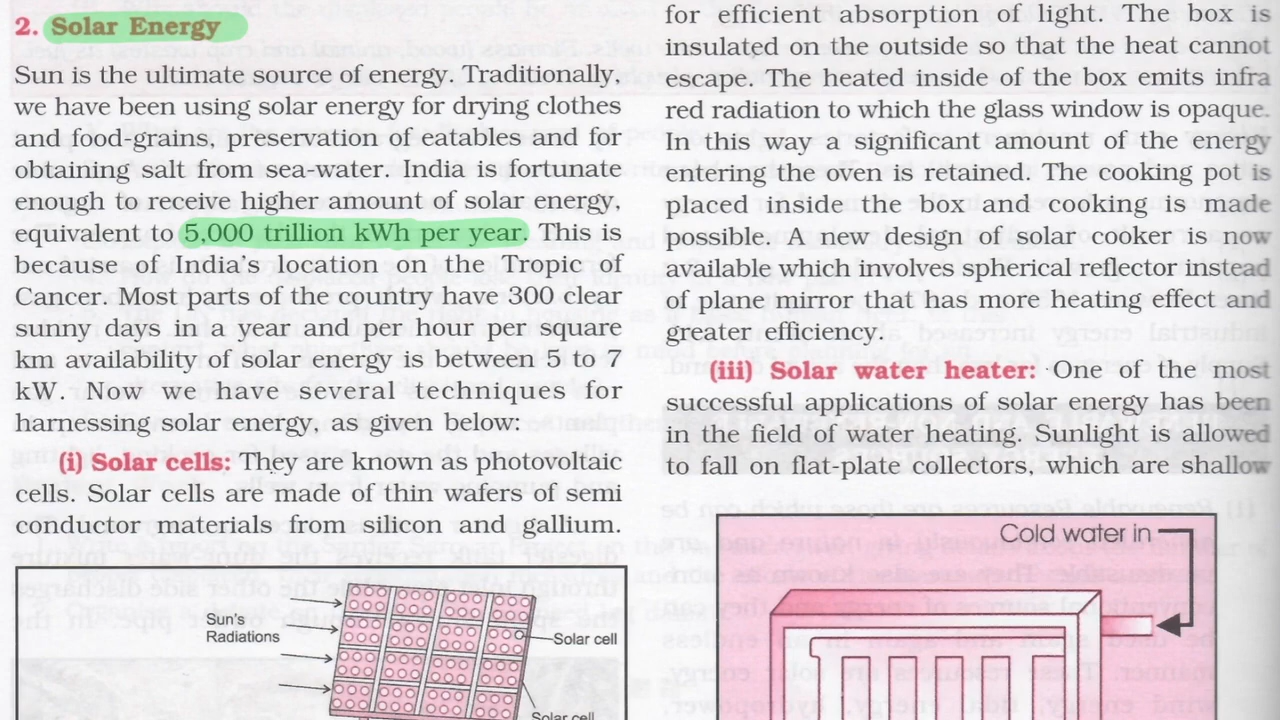 2. Solar Energy
Sun is the ultimate source of energy. Traditionally,
we have been using solar energy for drying clothes
and food-grains, preservation of eatables and for
obtaining salt from sea-water. India is fortunate
enough to receive higher amount of solar energy,
equivalent to 5,000 trillion kWh per year. This is
because of India's location on the Tropic of
Cancer. Most parts of the country have 300 clear
sunny days in a year and per hour per square
km availability of solar energy is between 5 to 7
kW. Now we have several techniques for
harnessing solar energy, as given below:
(i) Solar cells: They are known as photovoltaic
cells. Solar cells are made of thin wafers of semi
conductor materials from silicon and gallium.
Sun's
Radiations
Solar cell
Solar cell
for efficient absorption of light. The box is
insulated on the outside so that the heat cannot
escape. The heated inside of the box emits infra
red radiation to which the glass window is opaque.
In this way a significant amount of the energy
entering the oven is retained. The cooking pot is
placed inside the box and cooking is made
possible. A new design of solar cooker is now
available which involves spherical reflector instead
of plane mirror that has more heating effect and
greater efficiency.
(iii) Solar water heater: One of the most
successful applications of solar energy has been
in the field of water heating. Sunlight is allowed
to fall on flat-plate collectors, which are shallow
Cold water in